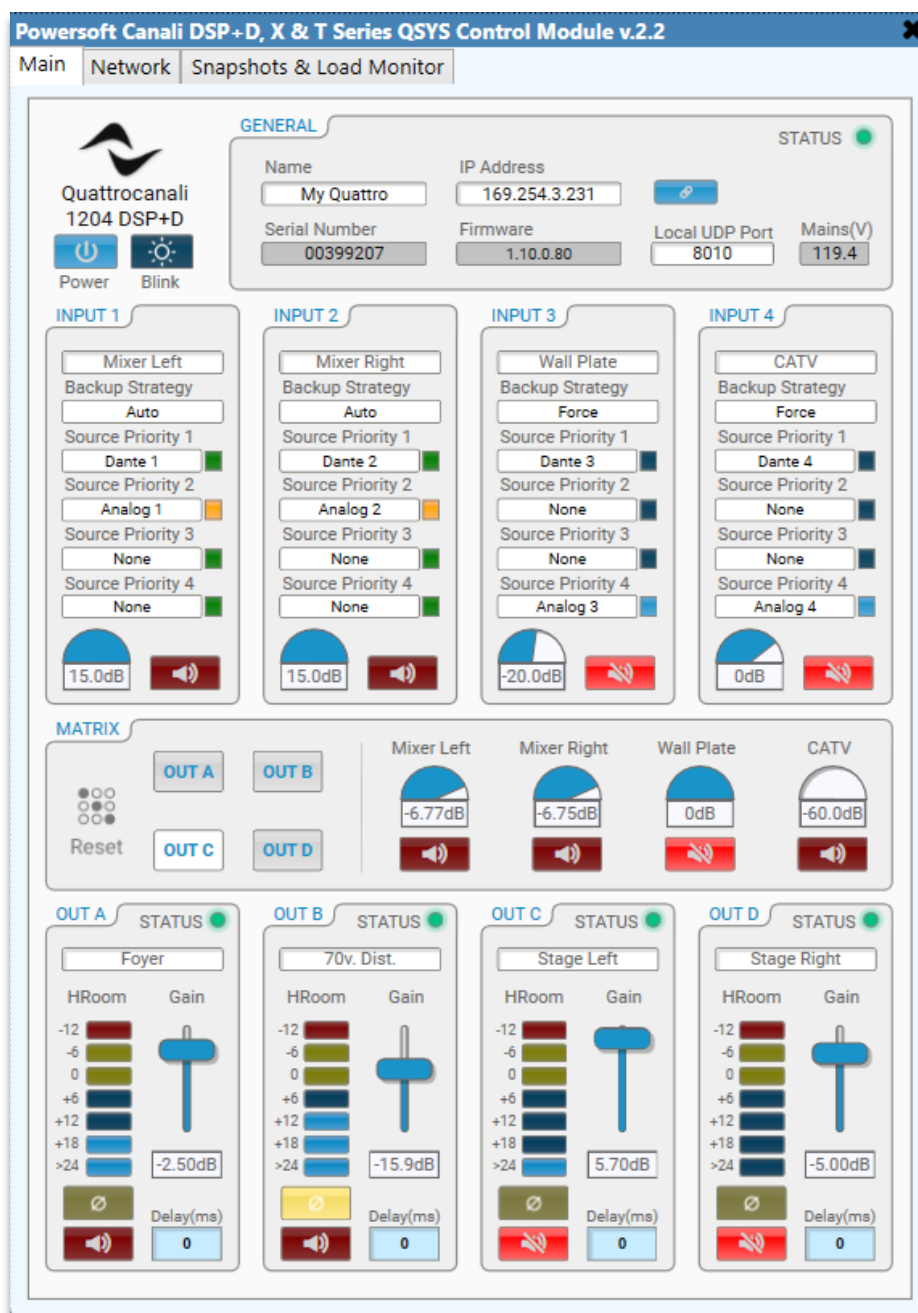 Powersoft Canali DSP+D, X & T Series QSYS Control Module v.2.2
Main Network Snapshots & Load Monitor
GENERAL
STATUS
Name IP Address
Quattrocanali
1204 DSP+D
My Quattro 169.254.3.231
Serial Number Firmware Local UDP Port Mains(V)
00399207 1.10.0.80 8010 119.4
Power Blink
INPUT 1 INPUT 2 INPUT 3 INPUT 4
Mixer Left Mixer Right Wall Plate CATV
Backup Strategy Backup Strategy Backup Strategy Backup Strategy
Auto Auto Force Force
Source Priority 1 Source Priority 1 Source Priority 1 Source Priority 1
Dante 1 Dante 2 Dante 3 Dante 4
Source Priority 2 Source Priority 2 Source Priority 2 Source Priority 2
Analog 1 Analog 2 None None
Source Priority 3 Source Priority 3 Source Priority 3 Source Priority 3
None None None None
Source Priority 4 Source Priority 4 Source Priority 4 Source Priority 4
None None Analog 3 Analog 4
15.0dB 15.0dB -20.0dB 0dB
MATRIX
Mixer Left Mixer Right Wall Plate CATV
OUT A OUT B
-6.77dB -6.75dB 0dB -60.0dB
Reset OUT C OUT D
OUT A STATUS OUT B STATUS OUT C STATUS OUT D STATUS
Foyer 70v. Dist. Stage Left Stage Right
HRoom Gain HRoom Gain HRoom Gain HRoom Gain
-12 -12 -12 -12
-6 -6 -6 -6
0 0 0 0
+6 +6 +6 +6
+12 +12 +12 +12
+18 +18 +18 +18
>24 -2.50dB >24 -15.9dB >24 5.70dB >24 -5.00dB
Ø Ø Ø Ø
Delay(ms) Delay(ms) Delay(ms) Delay(ms)
0 0 0 0